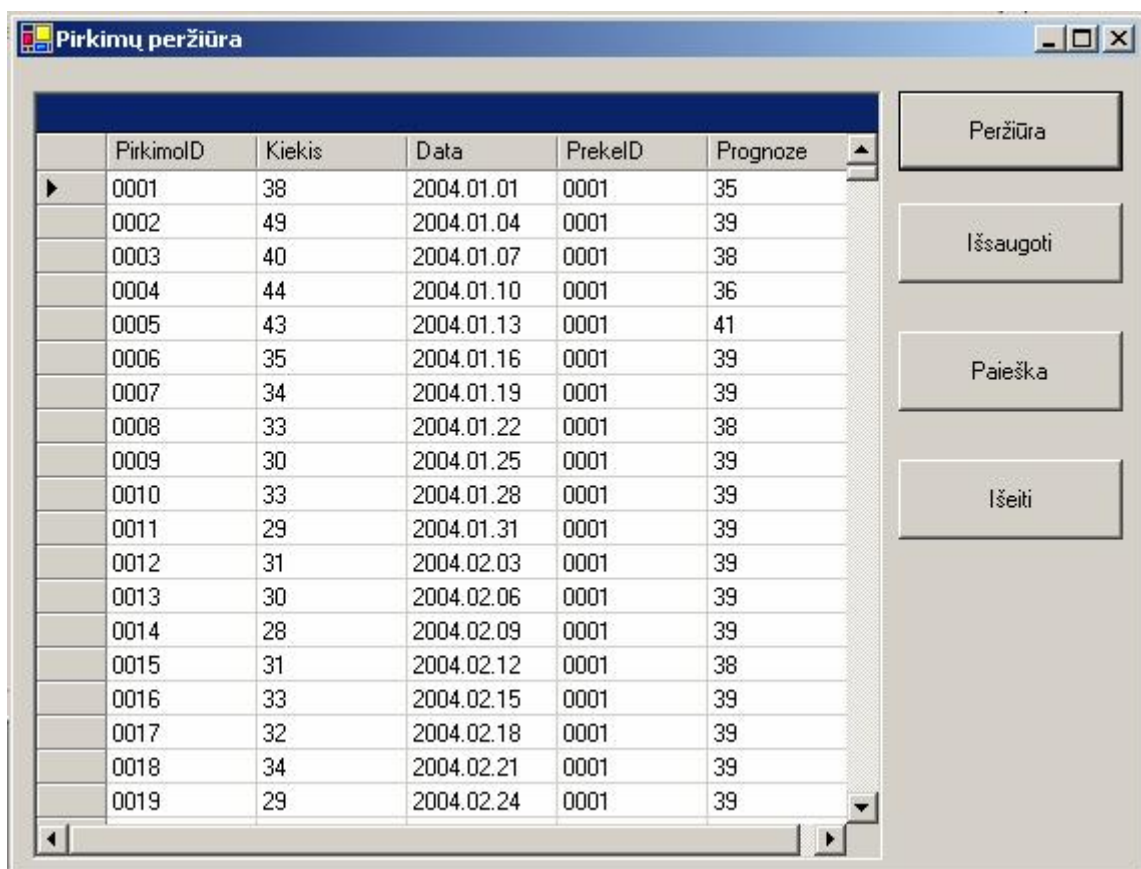 Pirkimų peržiūra
PirkimoID Kiekis Data PrekeID Prognoze
0001 38 2004.01.01 0001 35
0002 49 2004.01.04 0001 39
0003 40 2004.01.07 0001 38
0004 44 2004.01.10 0001 36
0005 43 2004.01.13 0001 41
0006 35 2004.01.16 0001 39
0007 34 2004.01.19 0001 39
0008 33 2004.01.22 0001 38
0009 30 2004.01.25 0001 39
0010 33 2004.01.28 0001 39
0011 29 2004.01.31 0001 39
0012 31 2004.02.03 0001 39
0013 30 2004.02.06 0001 39
0014 28 2004.02.09 0001 39
0015 31 2004.02.12 0001 38
0016 33 2004.02.15 0001 39
0017 32 2004.02.18 0001 39
0018 34 2004.02.21 0001 39
0019 29 2004.02.24 0001 39
Peržiūra
Išsaugoti
Paieška
Išeiti